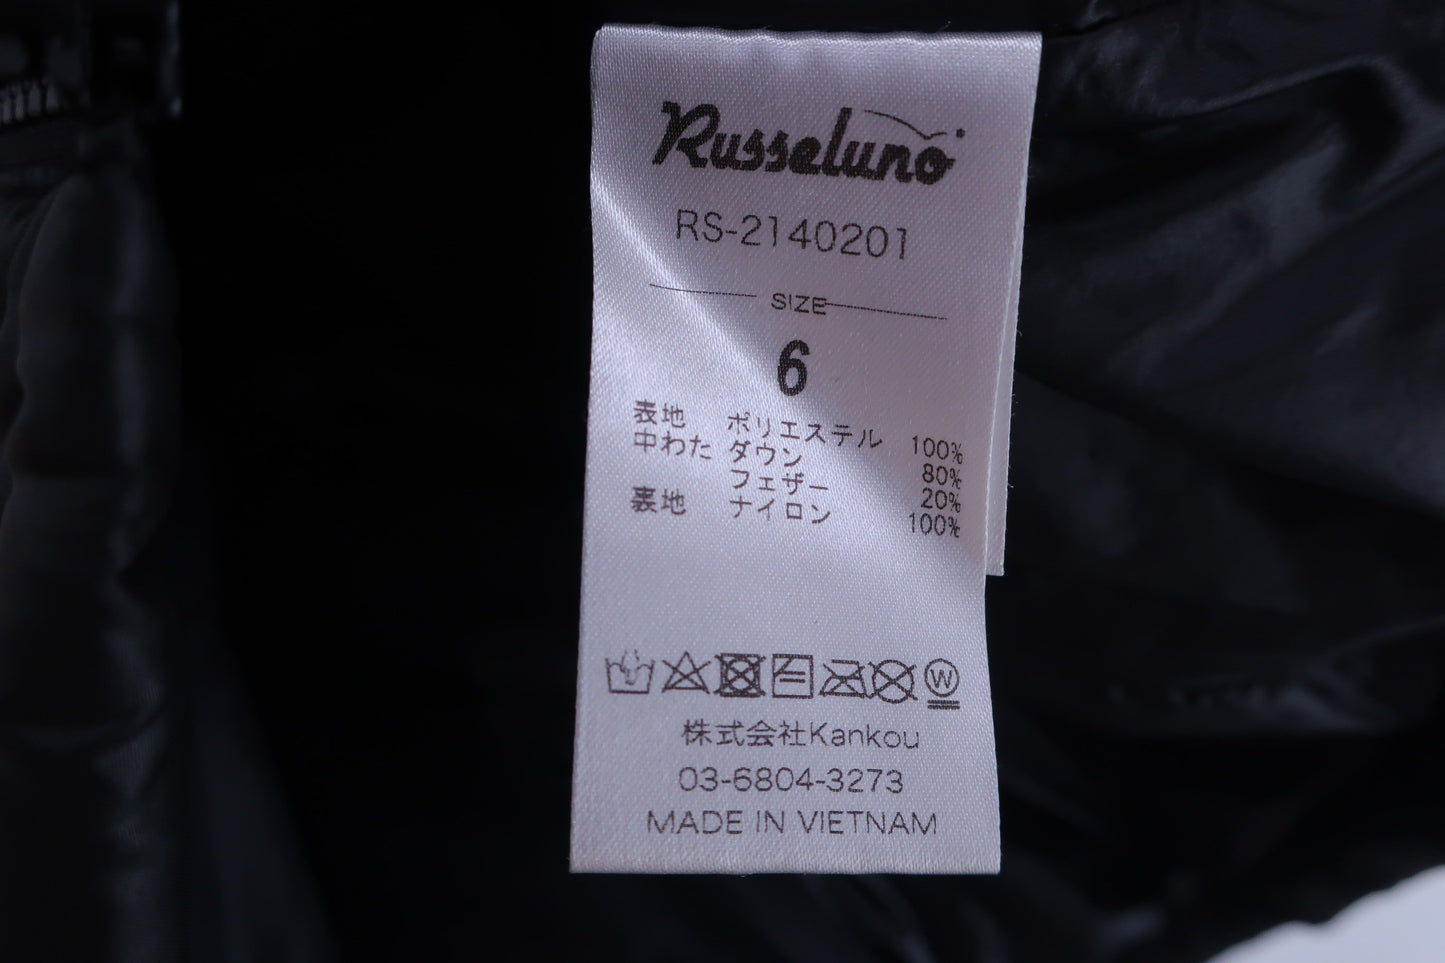 Russeluno
RS-2140201
SIZE
6
表地 ポリエステル 100%
中わた ダウン 80%
フェザー 20%
裏地 ナイロン 100%
W
株式会社Kankou
03-6804-3273
MADE IN VIETNAM